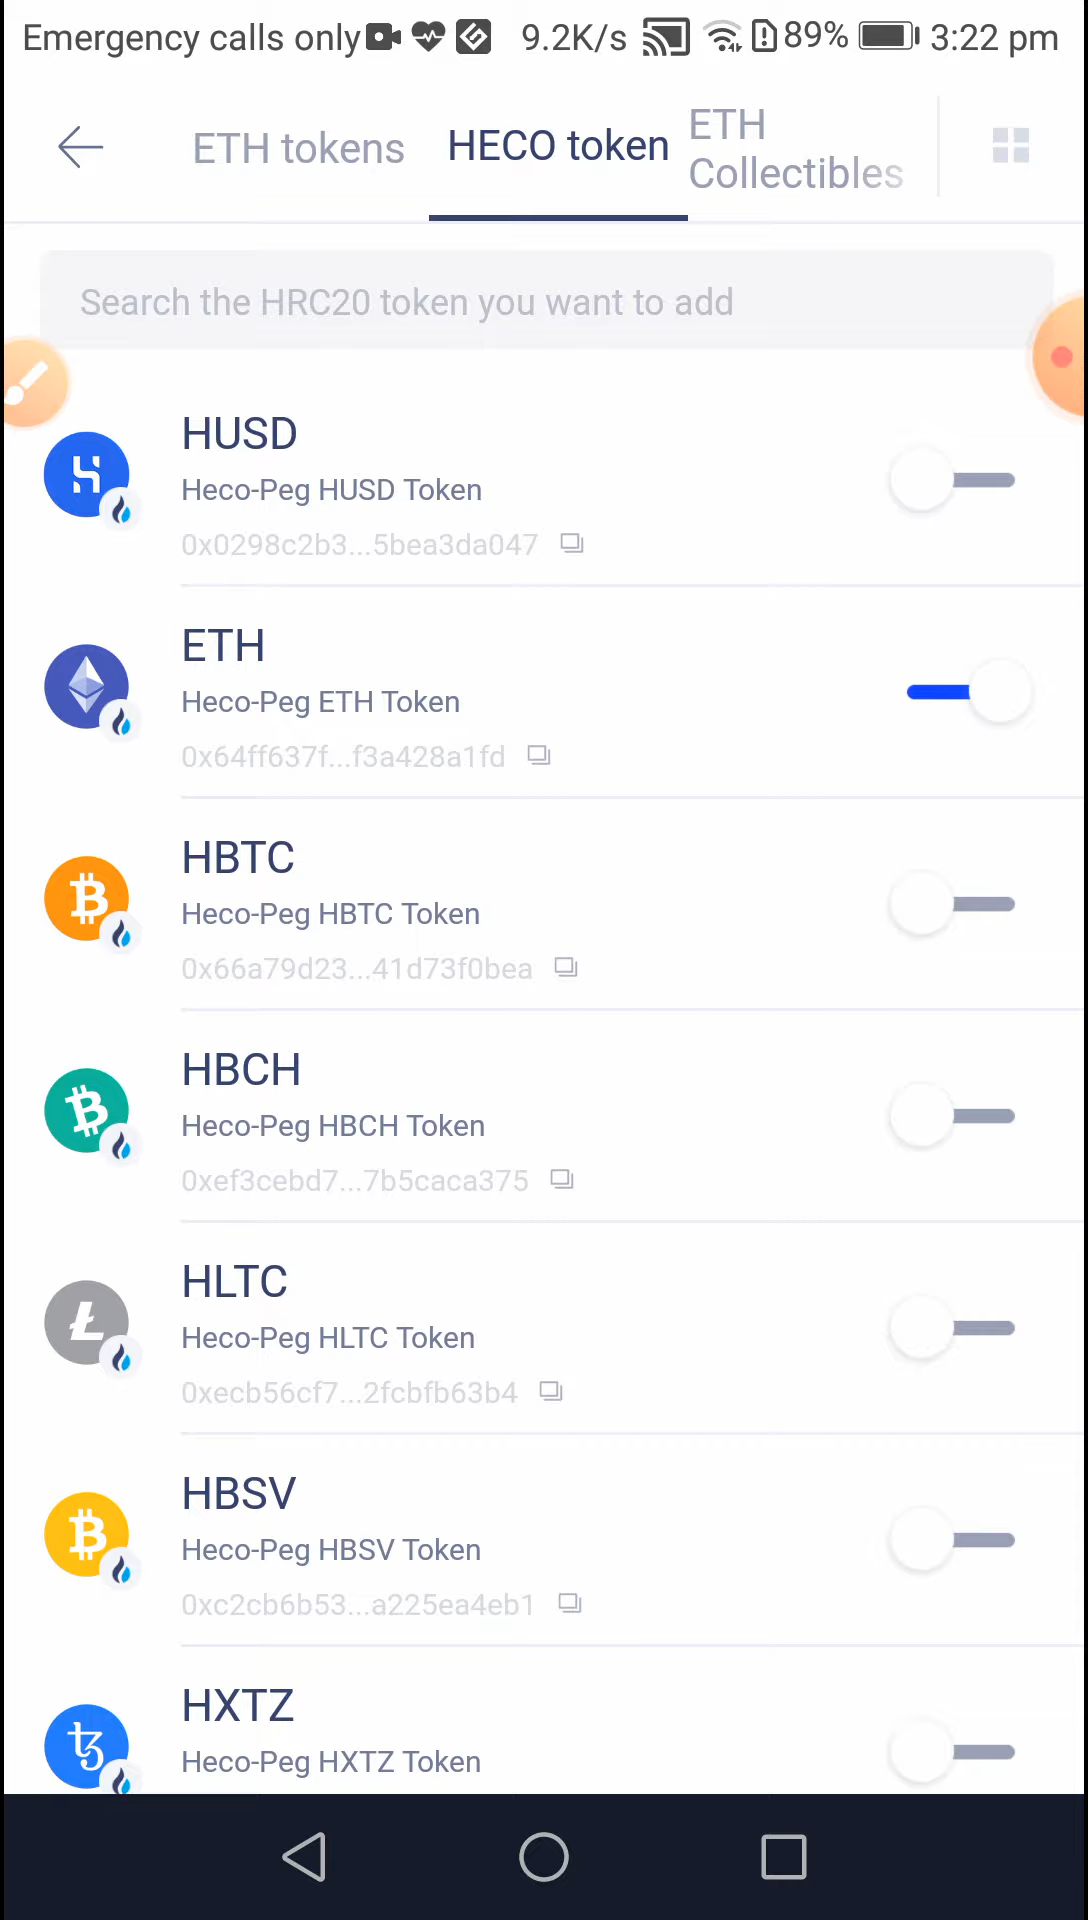 Emergency calls only 9.2K/s 89% 3:22 pm
ETH tokens
HECO token
ETH
Collectibles
Search the HRC20 token you want to add
HUSD
Heco-Peg HUSD Token
0x0298c2b3...5bea3da047
ETH
Heco-Peg ETH Token
0x64ff637f...f3a428a1fd
HBTC
Heco-Peg HBTC Token
0x66a79d23...41d73f0bea
HBCH
Heco-Peg HBCH Token
0xef3cebd7...7b5caca375
HLTC
Heco-Peg HLTC Token
0xecb56cf7...2fcbfb63b4
HBSV
Heco-Peg HBSV Token
0xc2cb6b53...a225ea4eb1
HXTZ
Heco-Peg HXTZ Token